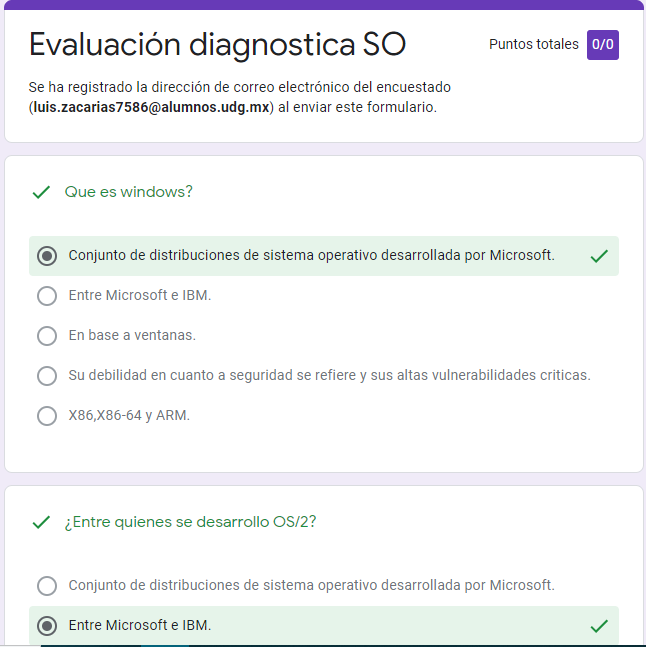 Evaluación diagnostica SO
Puntos totales 0/0
Se ha registrado la dirección de correo electrónico del encuestado
(luis.zacarias7586@alumnos.udg.mx) al enviar este formulario.
Que es windows?
Conjunto de distribuciones de sistema operativo desarrollada por Microsoft.
Entre Microsoft e IBM.
En base a ventanas.
Su debilidad en cuanto a seguridad se refiere y sus altas vulnerabilidades criticas.
X86,X86-64 y ARM.
¿Entre quienes se desarrollo OS/2?
Conjunto de distribuciones de sistema operativo desarrollada por Microsoft.
Entre Microsoft e IBM.